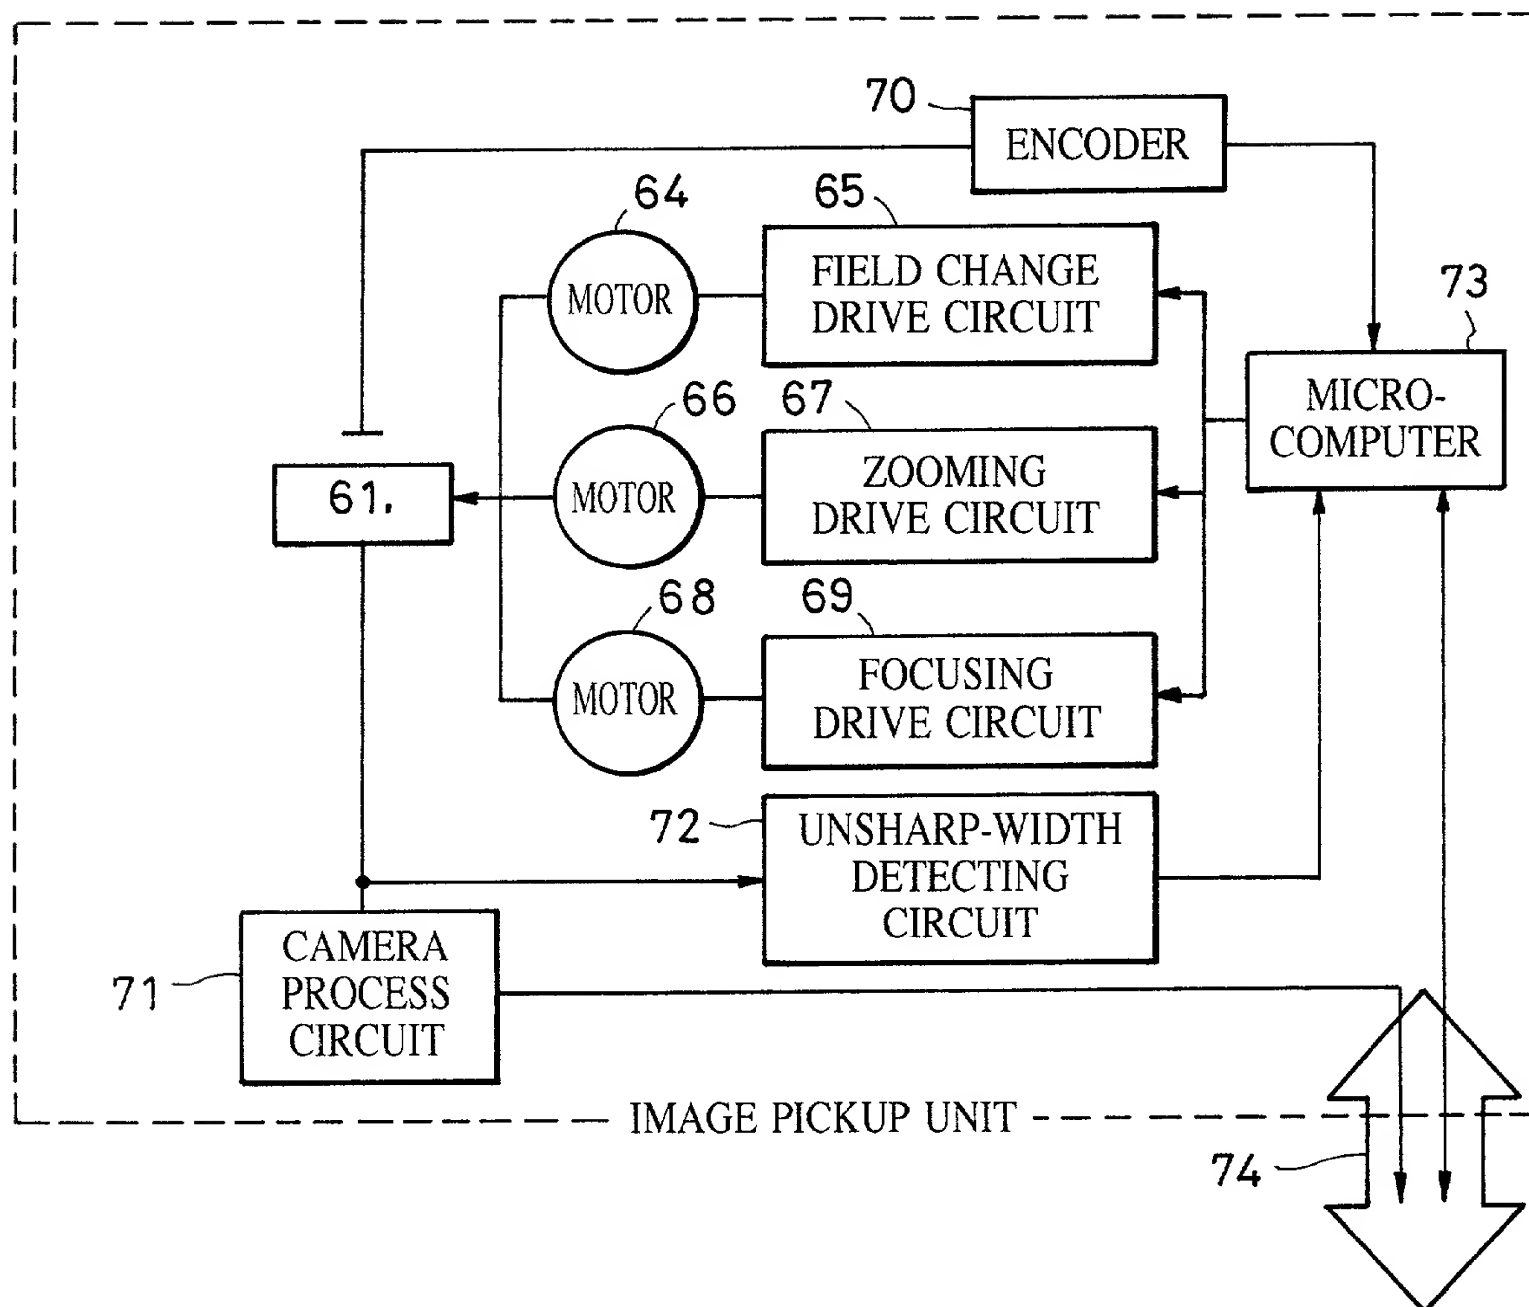 70
ENCODER
64
65
MOTOR
FIELD CHANGE
DRIVE CIRCUIT
73
MICRO-
COMPUTER
66
67
61.
MOTOR
ZOOMING
DRIVE CIRCUIT
68
69
MOTOR
FOCUSING
DRIVE CIRCUIT
72
UNSHARP-WIDTH
DETECTING
CIRCUIT
71
CAMERA
PROCESS
CIRCUIT
IMAGE PICKUP UNIT
74